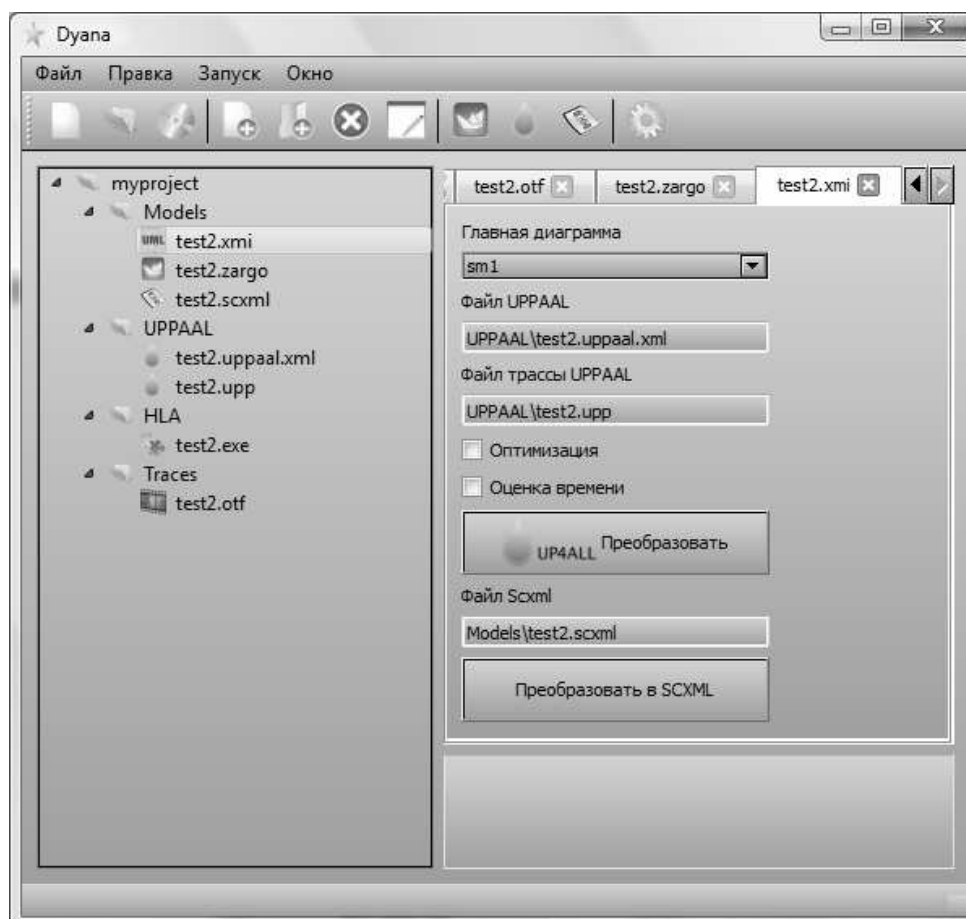 Dyana
Файл Правка Запуск Окно
myproject
Models
UML test2.xmi
test2.zargo
test2.scxml
UPPAAL
test2.uppaal.xml
test2.upp
HLA
test2.exe
Traces
test2.otf
test2.otf test2.zargo test2.xmi
Главная диаграмма
sm1
Файл UPPAAL
UPPAAL\test2.uppaal.xml
Файл трассы UPPAAL
UPPAAL\test2.upp
Оптимизация
Оценка времени
UP4ALL Преобразовать
Файл Scxml
Models\test2.scxml
Преобразовать в SCXML